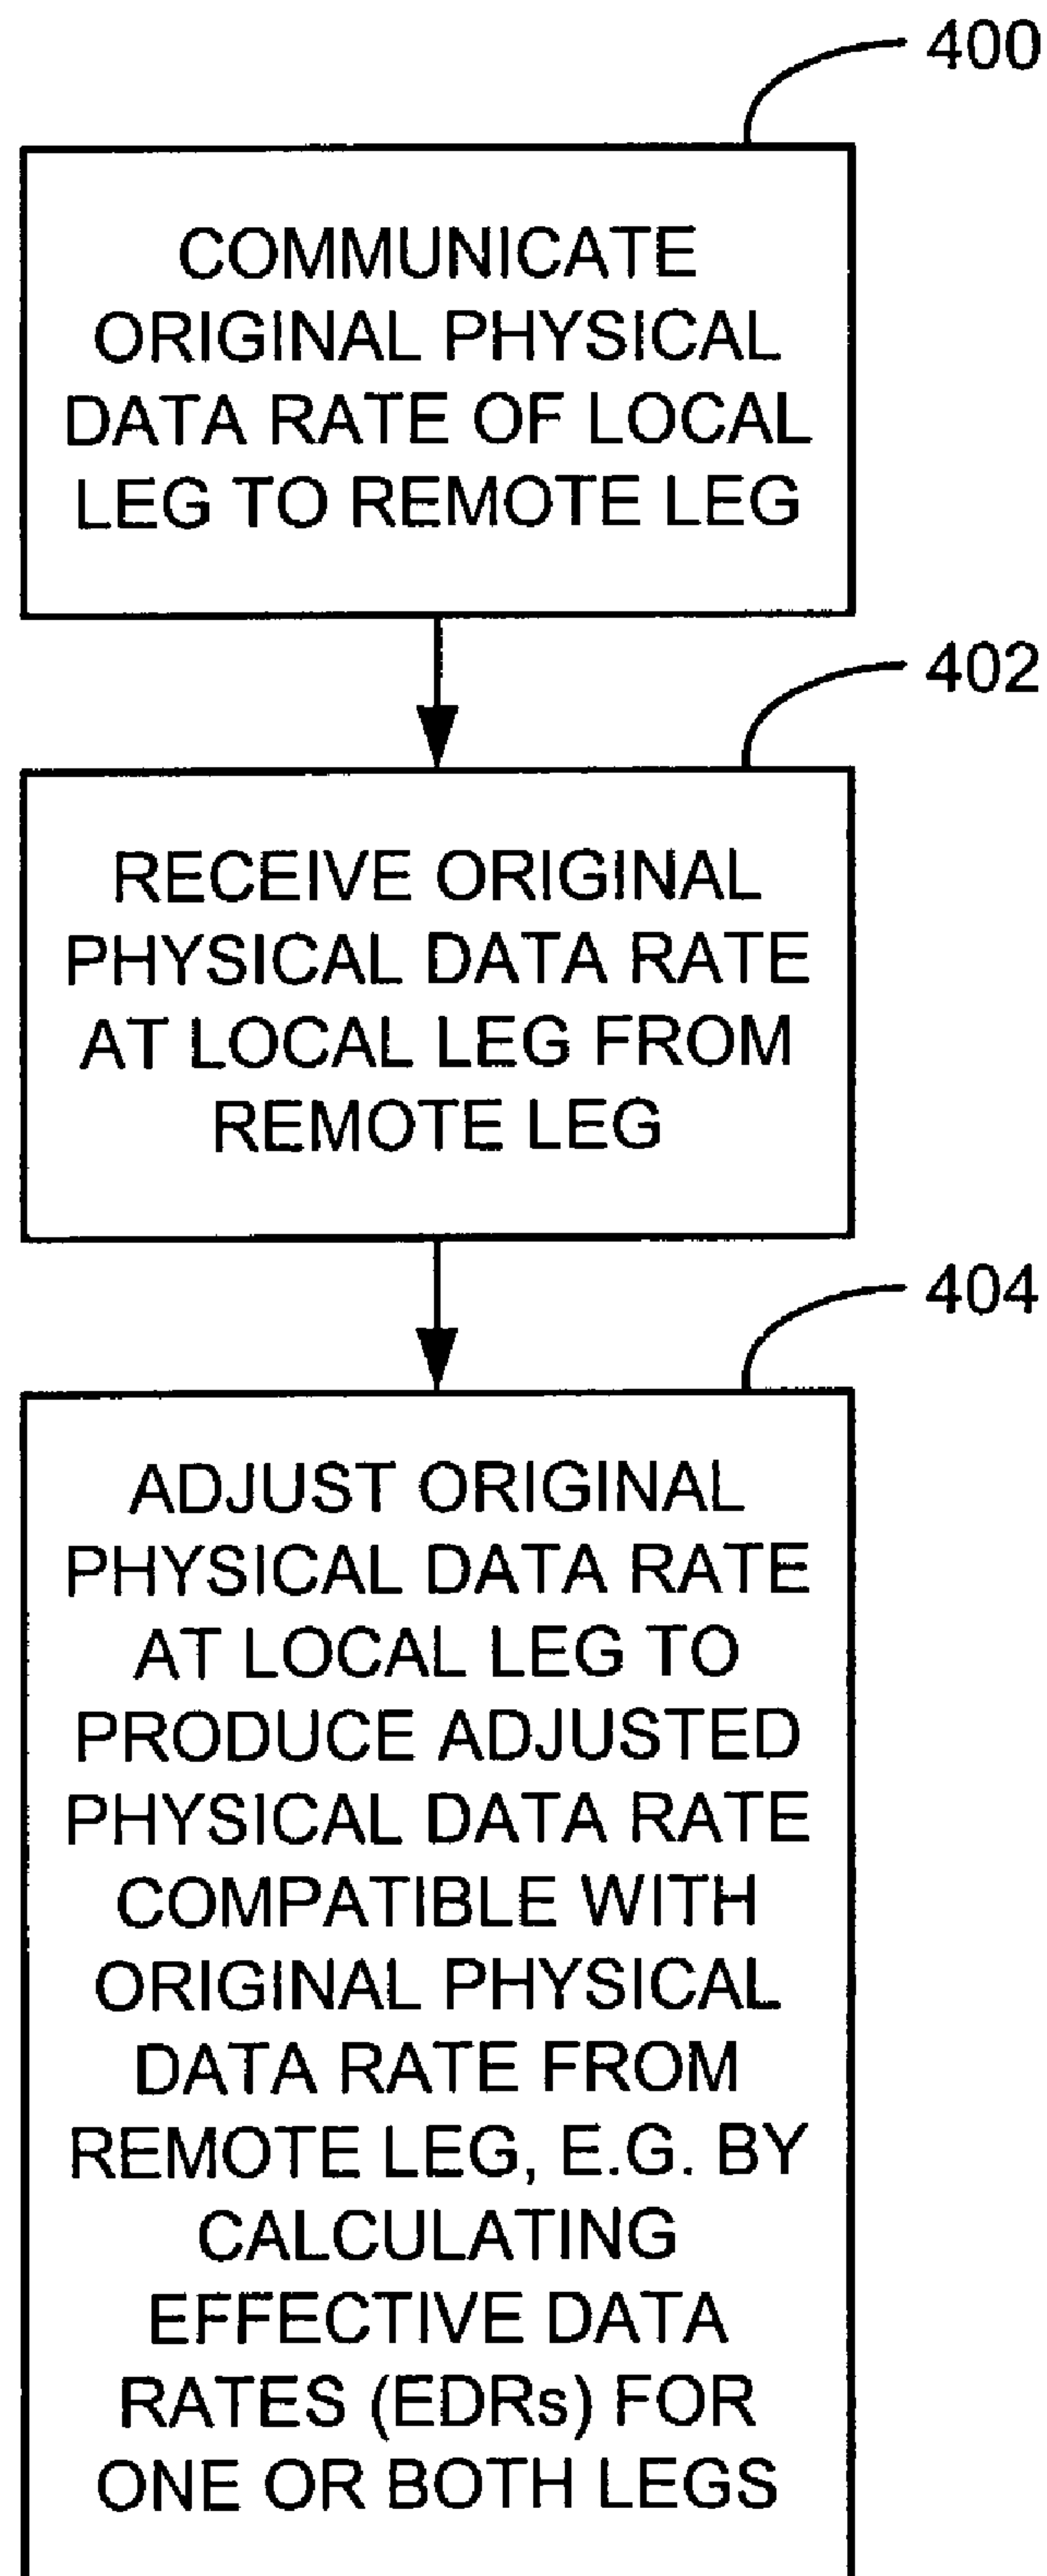 400
COMMUNICATE
ORIGINAL PHYSICAL
DATA RATE OF LOCAL
LEG TO REMOTE LEG
402
RECEIVE ORIGINAL
PHYSICAL DATA RATE
AT LOCAL LEG FROM
REMOTE LEG
404
ADJUST ORIGINAL
PHYSICAL DATA RATE
AT LOCAL LEG TO
PRODUCE ADJUSTED
PHYSICAL DATA RATE
COMPATIBLE WITH
ORIGINAL PHYSICAL
DATA RATE FROM
REMOTE LEG, E.G. BY
CALCULATING
EFFECTIVE DATA
RATES (EDRs) FOR
ONE OR BOTH LEGS